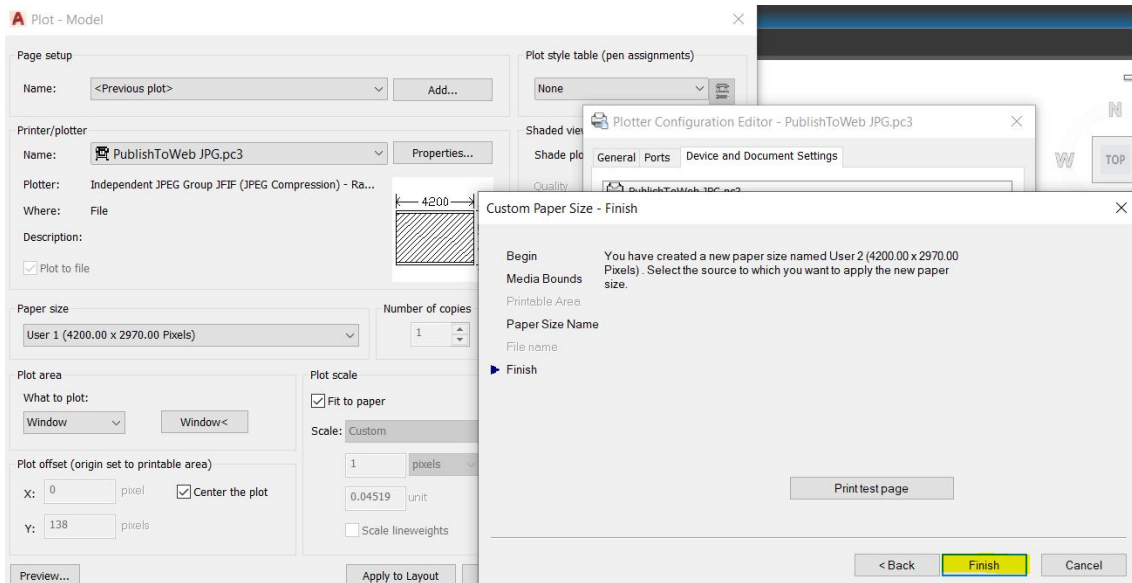 Plot - Model
Page setup
Name:
<Previous plot>
Add...
Plot style table (pen assignments)
None
Printer/plotter
Name:
PublishToWeb JPG.pc3
Properties...
Plotter:
Independent JPEG Group JFIF (JPEG Compression) - Ra...
Where:
File
Description:
Plot to file
4200
Paper size
User 1 (4200.00 x 2970.00 Pixels)
Number of copies
1
Plot area
What to plot:
Window
Window<
Plot offset (origin set to printable area)
X:
0
pixel
Center the plot
Y:
138
pixels
Plot scale
Fit to paper
Scale:
Custom
1
pixels
0.04519
unit
Scale lineweights
Preview...
Apply to Layout
Shade plo
Quality
Plotter Configuration Editor - PublishToWeb JPG.pc3
General
Ports
Device and Document Settings
PublishToWeb JPG.pc3
N
W
TOP
Custom Paper Size - Finish
Begin
Media Bounds
Printable Area
Paper Size Name
File name
Finish
You have created a new paper size named User 2 (4200.00 x 2970.00
Pixels) . Select the source to which you want to apply the new paper
size.
Print test page
< Back
Finish
Cancel